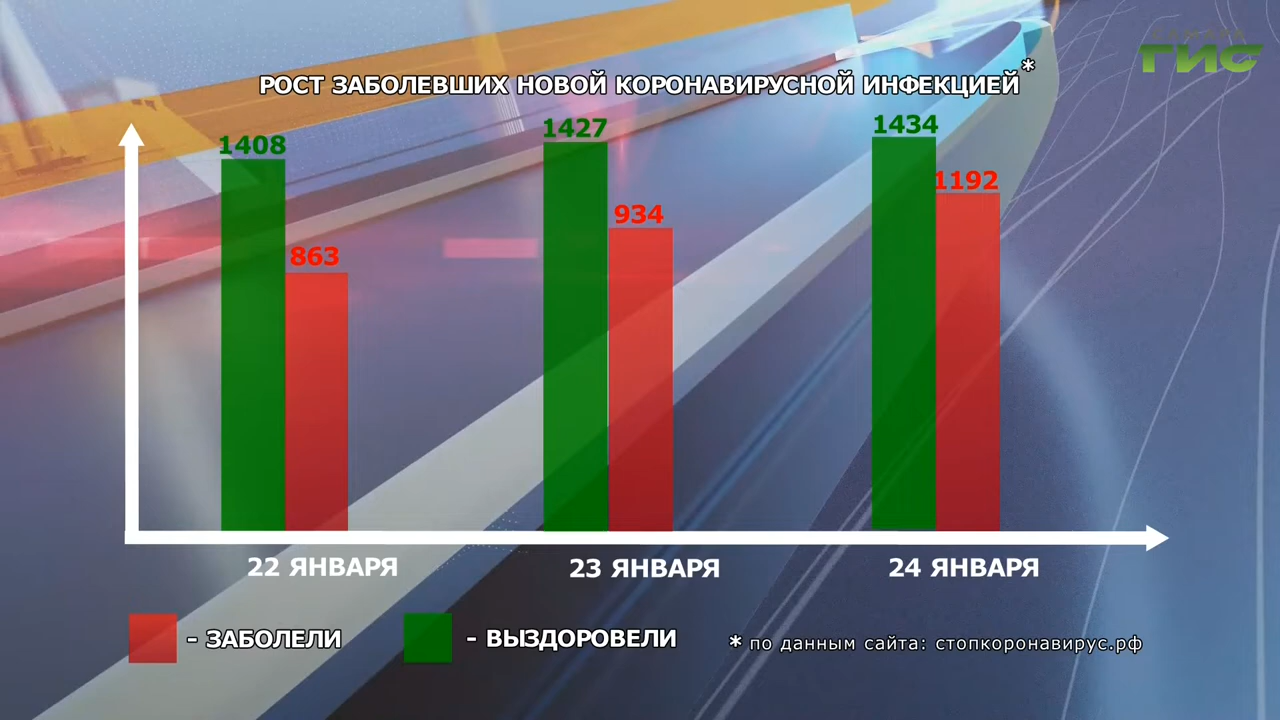 САМАРА
ГИС
РОСТ ЗАБОЛЕВШИХ НОВОЙ КОРОНАВИРУСНОЙ ИНФЕКЦИЕЙ*
1408
863
1427
934
1434
1192
22 ЯНВАРЯ
23 ЯНВАРЯ
24 ЯНВАРЯ
- ЗАБОЛЕЛИ
- ВЫЗДОРОВЕЛИ
* по данным сайта: стопкоронавирус.рф